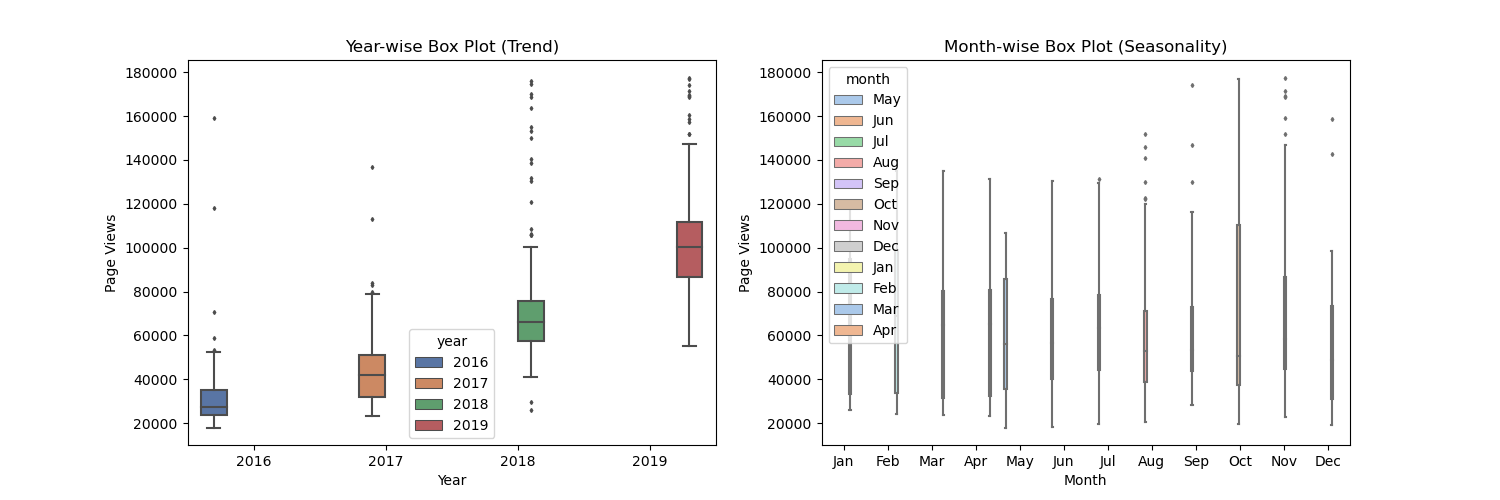 Year-wise Box Plot (Trend)
180000
160000
140000
120000
100000
80000
60000
40000
20000
Page Views
year
2016
2017
2018
2019
2016 2017 2018 2019
Year
Month-wise Box Plot (Seasonality)
180000
160000
140000
120000
100000
80000
60000
40000
20000
Page Views
month
May
Jun
Jul
Aug
Sep
Oct
Nov
Dec
Jan
Feb
Mar
Apr
Jan Feb Mar Apr May Jun Jul Aug Sep Oct Nov Dec
Month